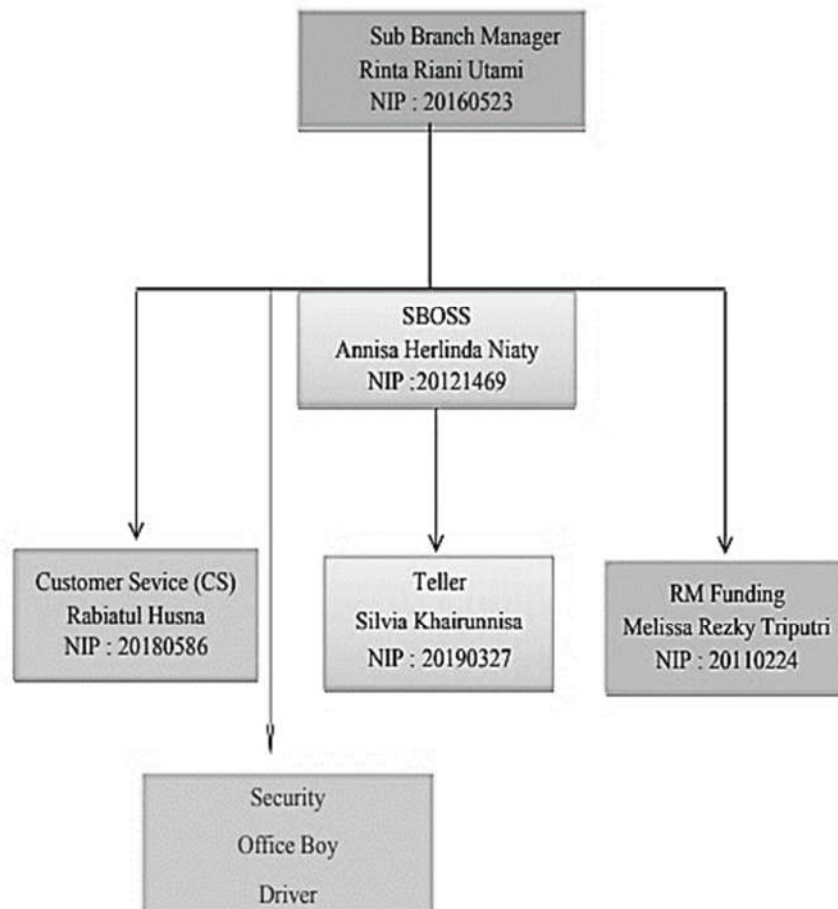 Sub Branch Manager
Rinta Riani Utami
NIP : 20160523
SBOSS
Annisa Herlinda Niaty
NIP :20121469
Customer Sevice (CS)
Rabiatul Husna
NIP : 20180586
Teller
Silvia Khairunnisa
NIP : 20190327
RM Funding
Melissa Rezky Triputri
NIP : 20110224
Security
Office Boy
Driver